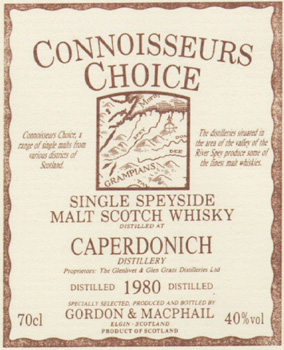 CONNOISSEURS
CHOICE
Connoisseurs Choice, a
range of single malts from
various districts of
Scotland.
Moray
DEE
GRAMPIANS
The distilleries situated in
the area of the valley of the
River Spey produce some of
the finest malt whiskies.
SINGLE SPEYSIDE
MALT SCOTCH WHISKY
DISTILLED AT
CAPERDONICH
DISTILLERY
Proprietors: The Glenlivet & Glen Grant Distilleries Ltd
DISTILLED 1980 DISTILLED
SPECIALLY SELECTED, PRODUCED AND BOTTLED BY
70cl GORDON & MACPHAIL 40%vol
ELGIN - SCOTLAND
PRODUCT OF SCOTLAND